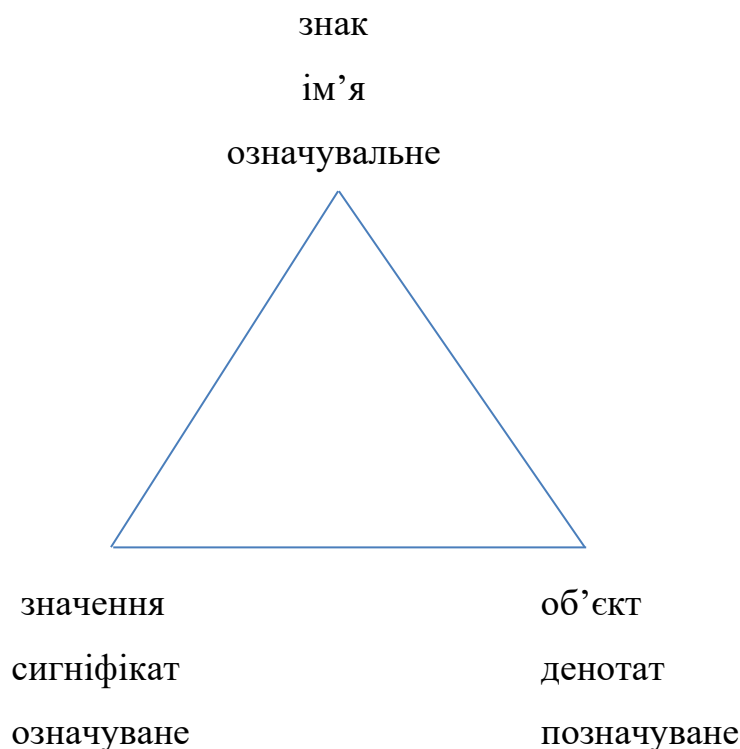 знак
ім’я
означувальне
значення
об’єкт
сигніфікат
денотат
означуване
позначуване